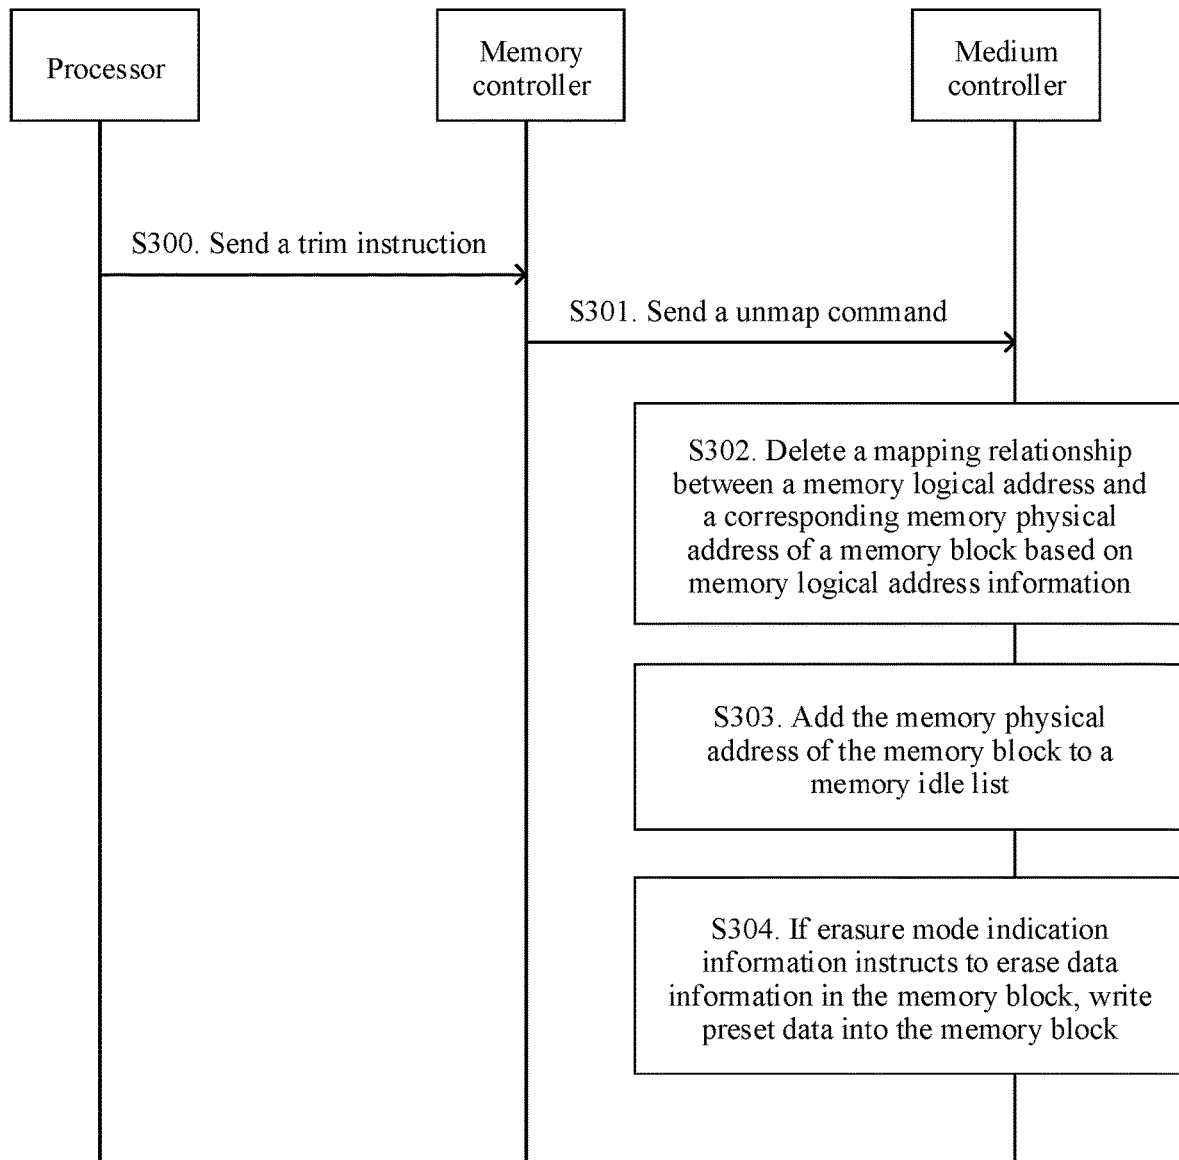 Processor
Memory
controller
Medium
controller
S300. Send a trim instruction
S301. Send a unmap command
S302. Delete a mapping relationship
between a memory logical address and
a corresponding memory physical
address of a memory block based on
memory logical address information
S303. Add the memory physical
address of the memory block to a
memory idle list
S304. If erasure mode indication
information instructs to erase data
information in the memory block, write
preset data into the memory block